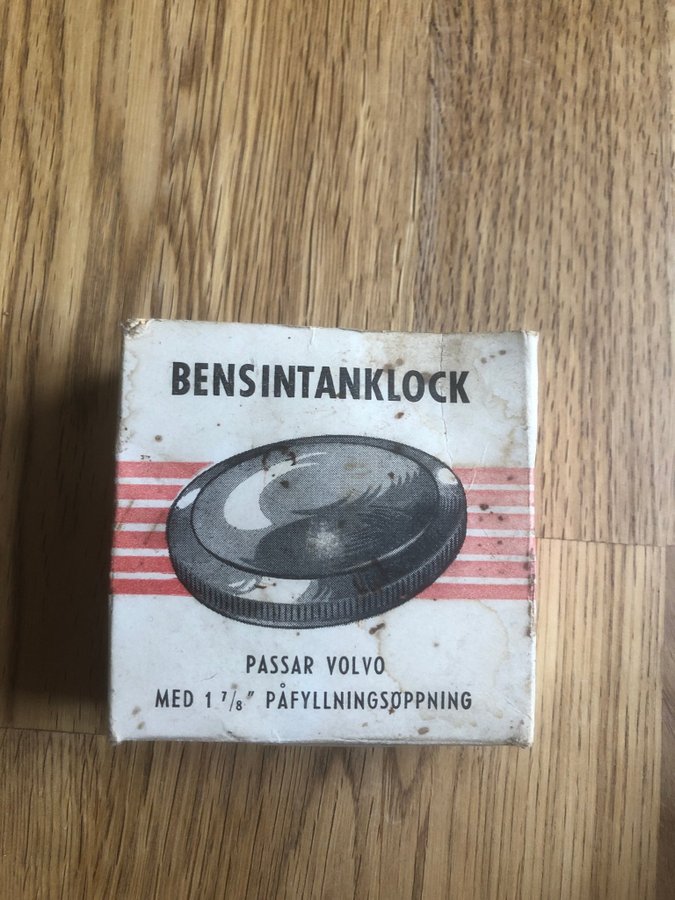 BENSINTANKLOCK
PASSAR VOLVO
MED 1 7/8" PÅFYLLNINGSÖPPNING